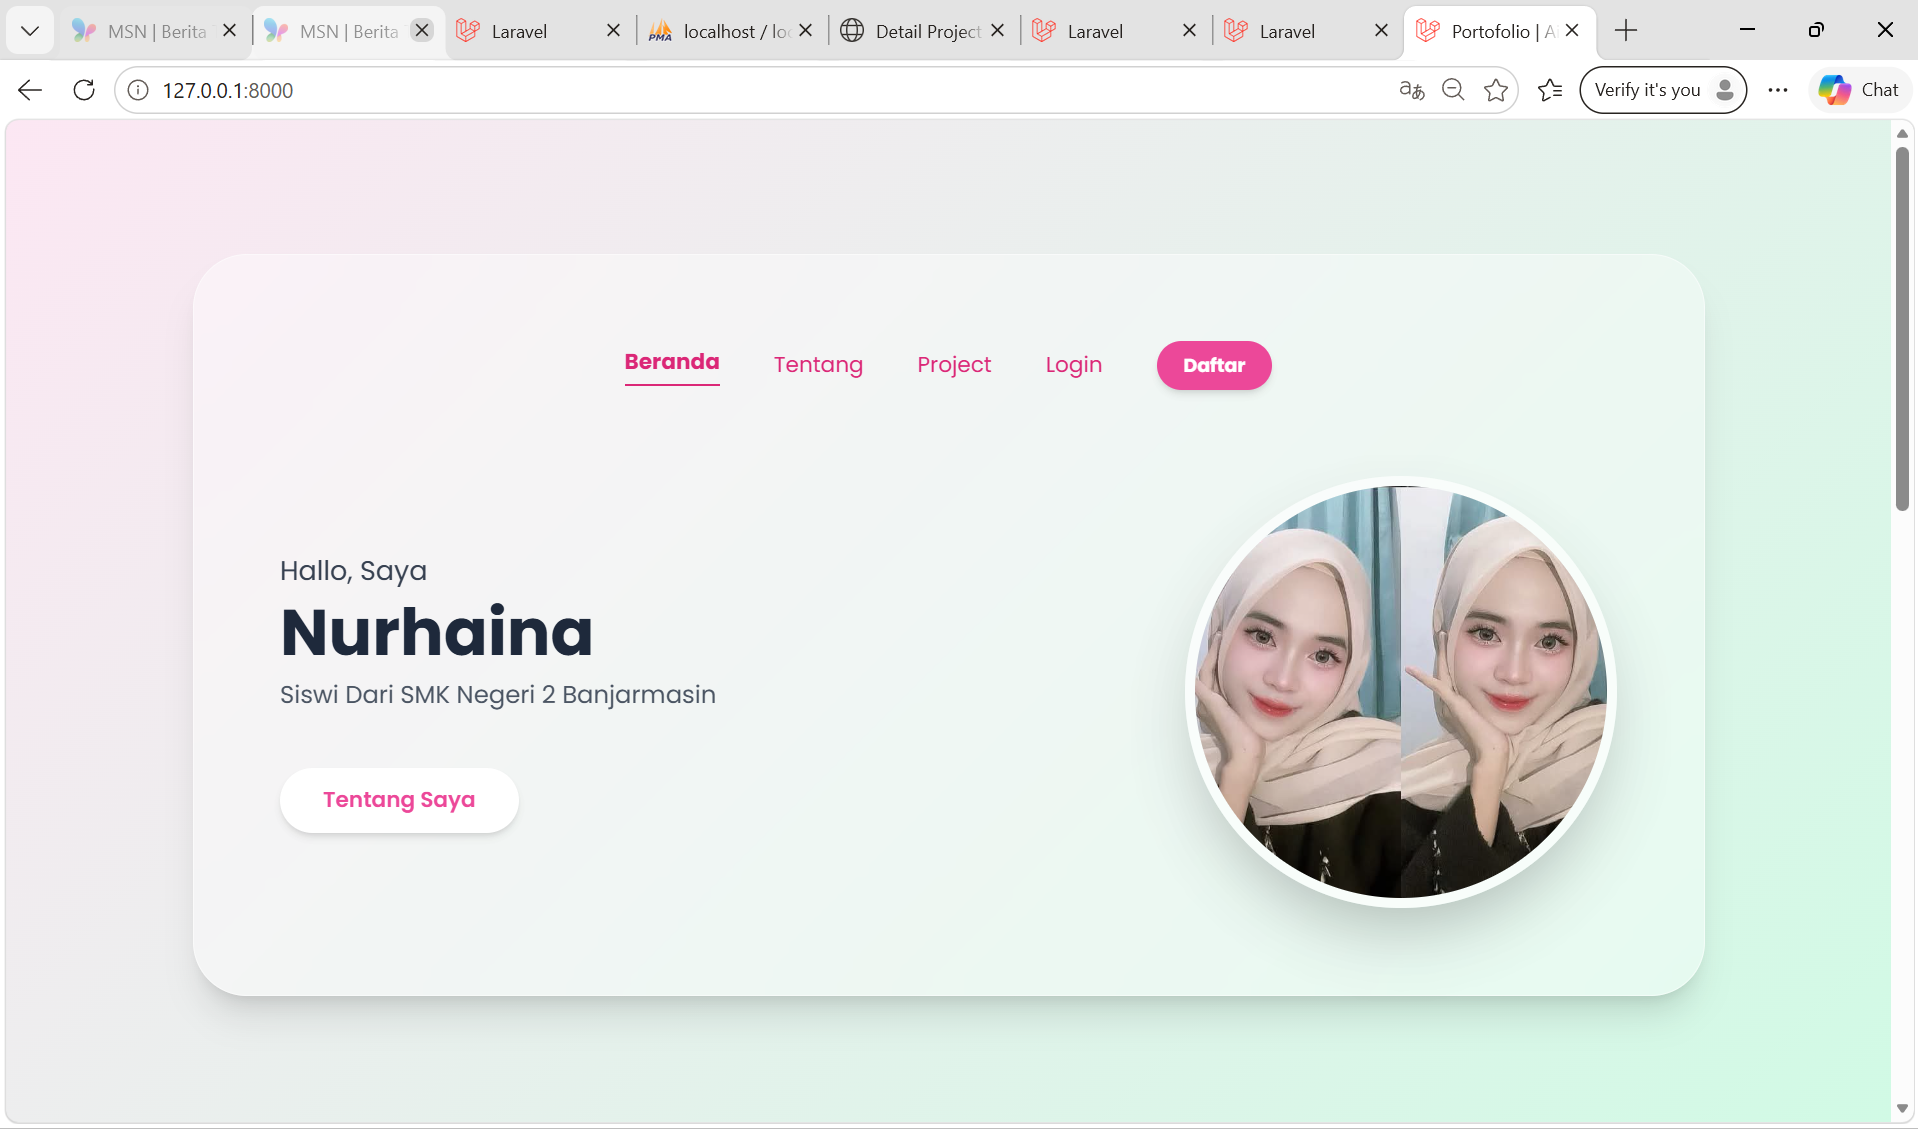 MSN | Berita
MSN | Berita
Laravel
localhost / loc
Detail Project
Laravel
Laravel
Portofolio | A
127.0.0.1:8000
Verify it's you
Chat
Beranda
Tentang
Project
Login
Daftar
Hallo, Saya
Nurhaina
Siswi Dari SMK Negeri 2 Banjarmasin
Tentang Saya